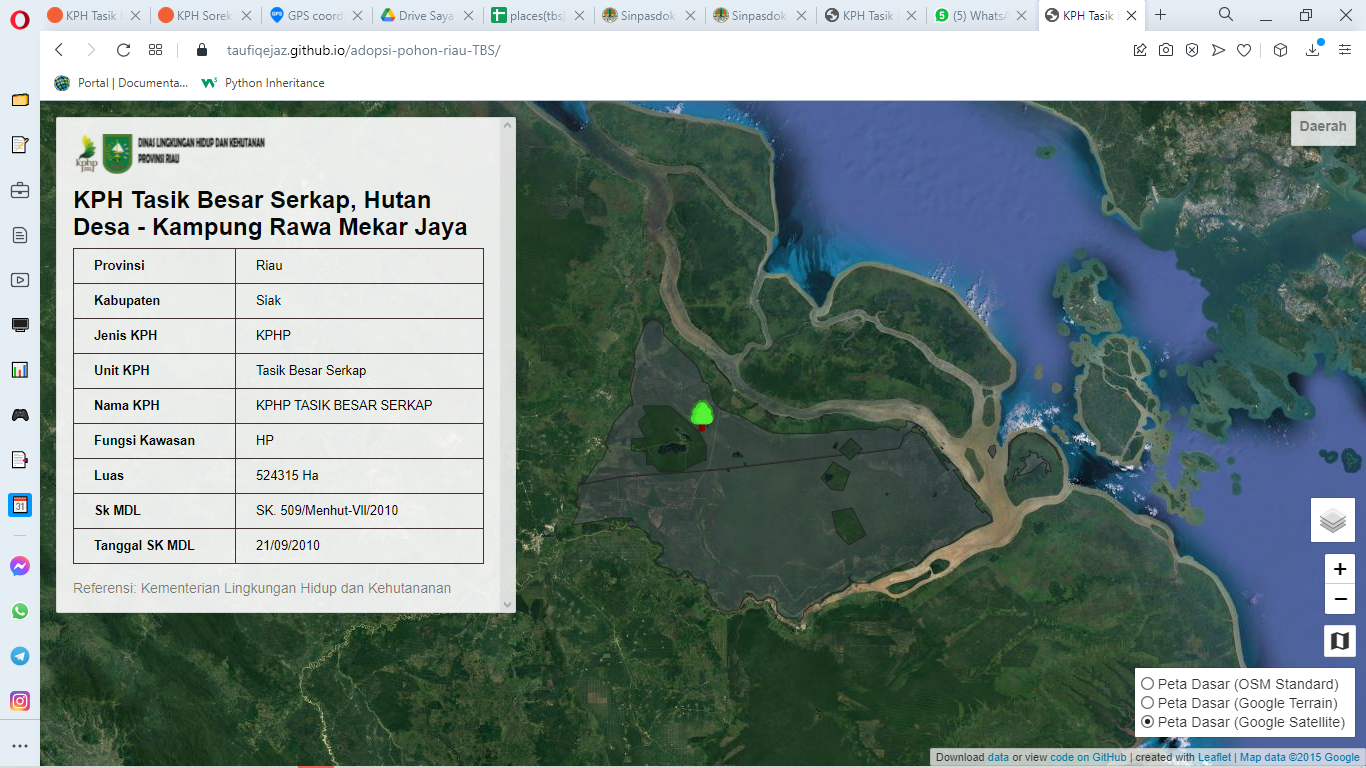 KPH Tasik
KPH Sorek
GPS coord
Drive Saya
places(tbs)
Sinpasdok
Sinpasdok
KPH Tasik
(5) WhatsA
KPH Tasik
taufiqejaz.github.io/adopsi-pohon-riau-TBS/
Portal | Documenta...
Python Inheritance
Daerah
kphp
DINAS LINGKUNGAN HIDUP DAN KEHUTANAN
PROVINSI RIAU
KPH Tasik Besar Serkap, Hutan
Desa - Kampung Rawa Mekar Jaya
Provinsi Riau
Kabupaten Siak
Jenis KPH KPHP
Unit KPH Tasik Besar Serkap
Nama KPH KPHP TASIK BESAR SERKAP
Fungsi Kawasan HP
Luas 524315 Ha
Sk MDL SK. 509/Menhut-VII/2010
Tanggal SK MDL 21/09/2010
Referensi: Kementerian Lingkungan Hidup dan Kehutananan
31
+
−
Peta Dasar (OSM Standard)
Peta Dasar (Google Terrain)
Peta Dasar (Google Satellite)
Download data or view code on GitHub | created with Leaflet | Map data ©2015 Google